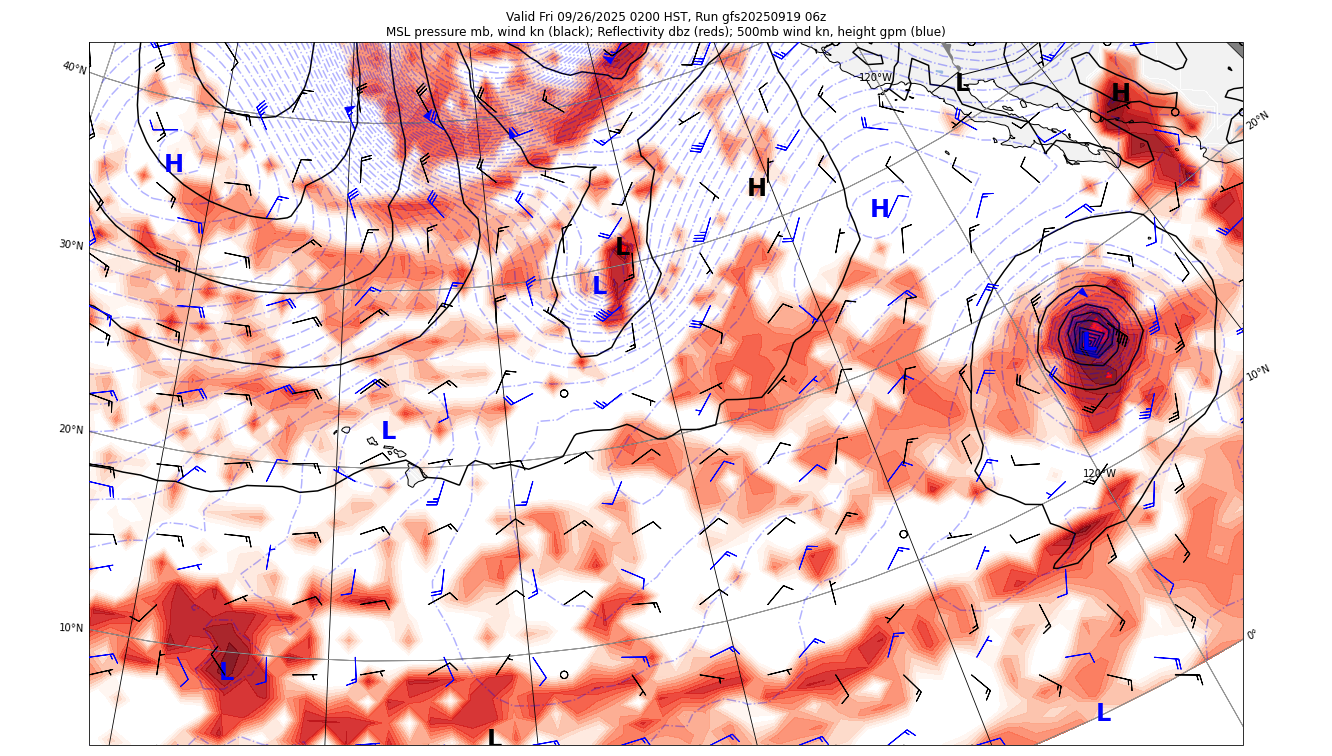 Valid Fri 09/26/2025 0200 HST, Run gfs20250919 06z
MSL pressure mb, wind kn (black); Reflectivity dbz (reds); 500mb wind kn, height gpm (blue)
40°N
120°W
L
H
20°N
H
H
H
30°N
L
L
L
10°N
20°N
L
120°W
10°N
0°
L
L
L